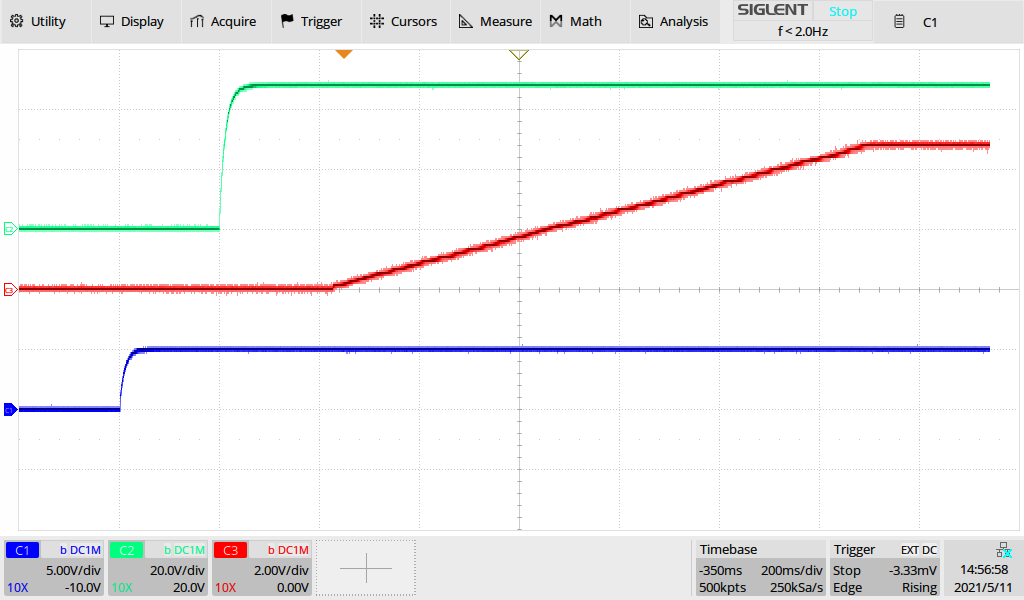 Utility Display Acquire Trigger Cursors Measure Math Analysis SIGLENT Stop C1
f < 2.0Hz
C2
C3
C1
C1 b DC1M C2 b DC1M C3 b DC1M Timebase Trigger EXT DC
5.00V/div 20.0V/div 2.00V/div -350ms 200ms/div Stop -3.33mV 14:56:58
10X -10.0V 10X 20.0V 10X 0.00V 500kpts 250kSa/s Edge Rising 2021/5/11